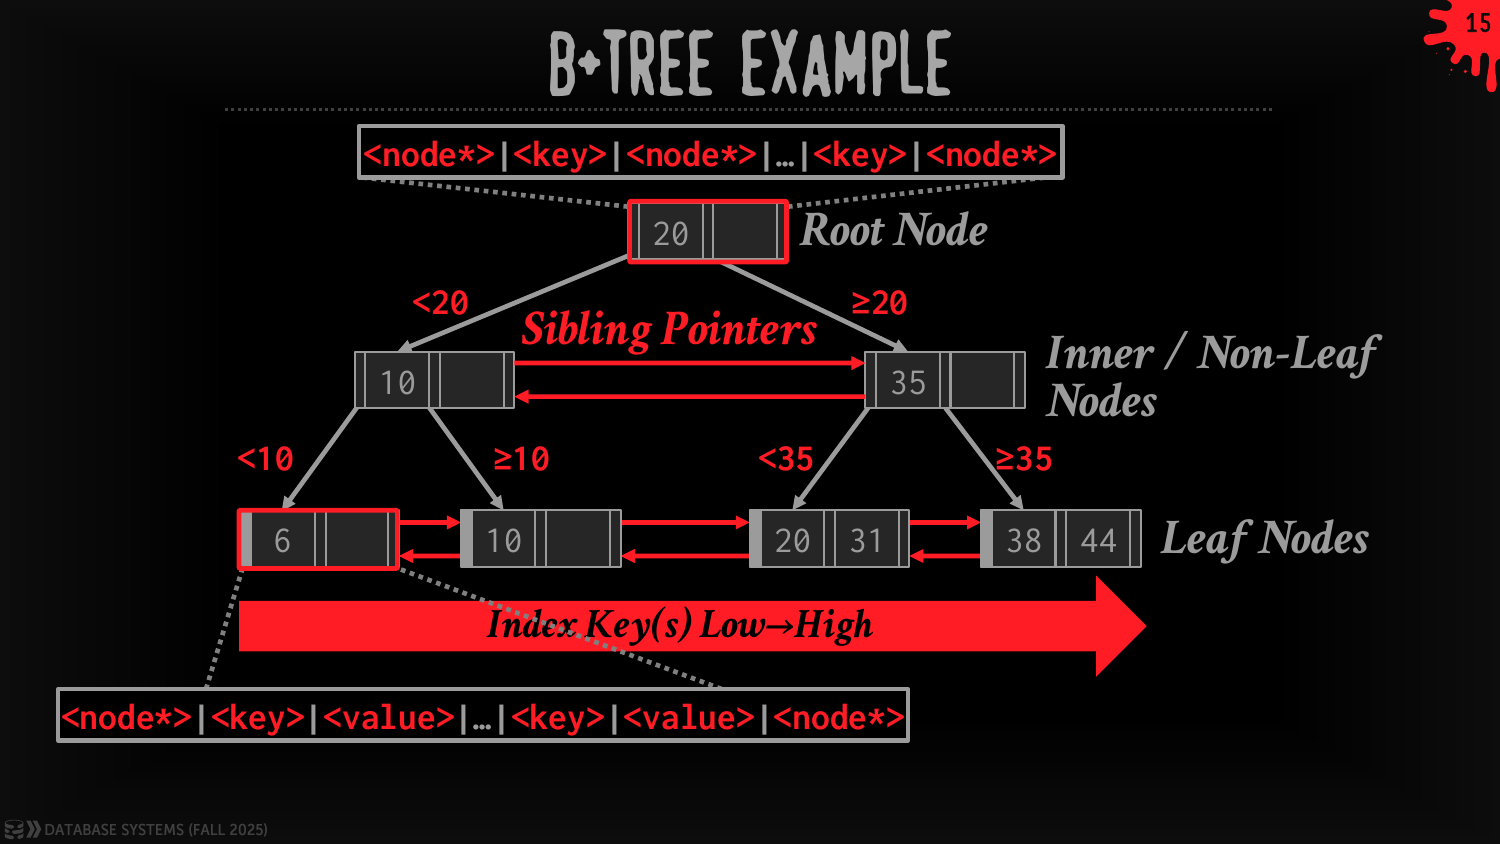 15
B+TREE EXAMPLE
<node*>|<key>|<node*>|…|<key>|<node*>
20
Root Node
<20
≥20
Sibling Pointers
10
35
Inner / Non-Leaf
Nodes
<10
≥10
<35
≥35
6
10
20 31
38 44
Leaf Nodes
Index Key(s) Low→High
<node*>|<key>|<value>|…|<key>|<value>|<node*>
DATABASE SYSTEMS (FALL 2025)